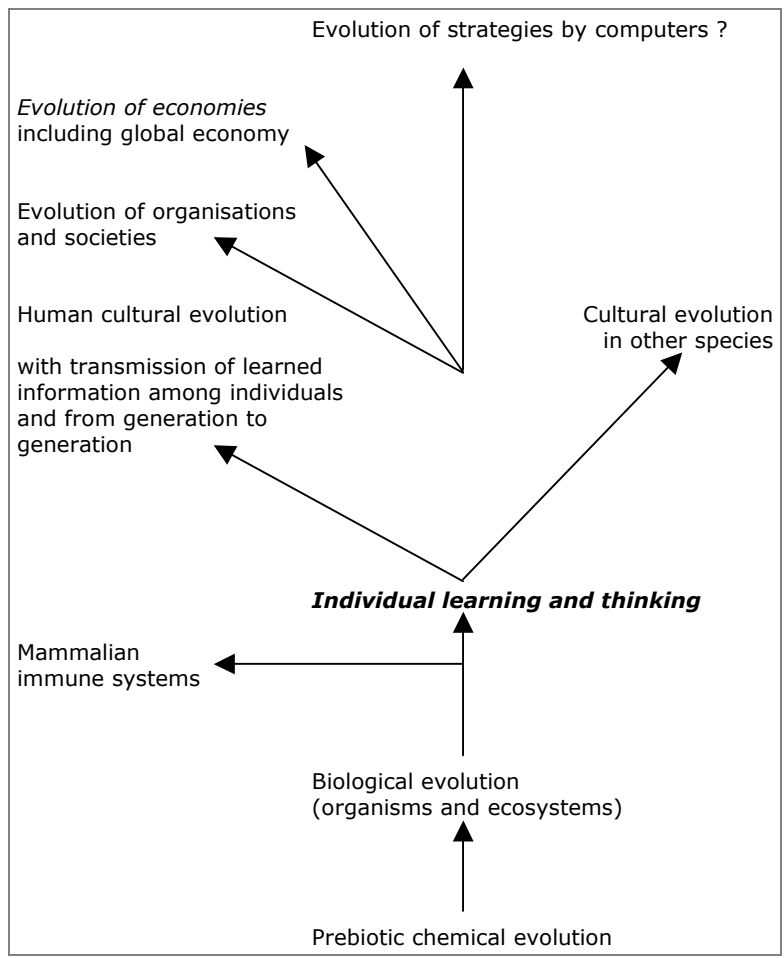 Evolution of strategies by computers ?
Evolution of economies
including global economy
Evolution of organisations
and societies
Human cultural evolution
Cultural evolution
in other species
with transmission of learned
information among individuals
and from generation to
generation
Individual learning and thinking
Mammalian
immune systems
Biological evolution
(organisms and ecosystems)
Prebiotic chemical evolution